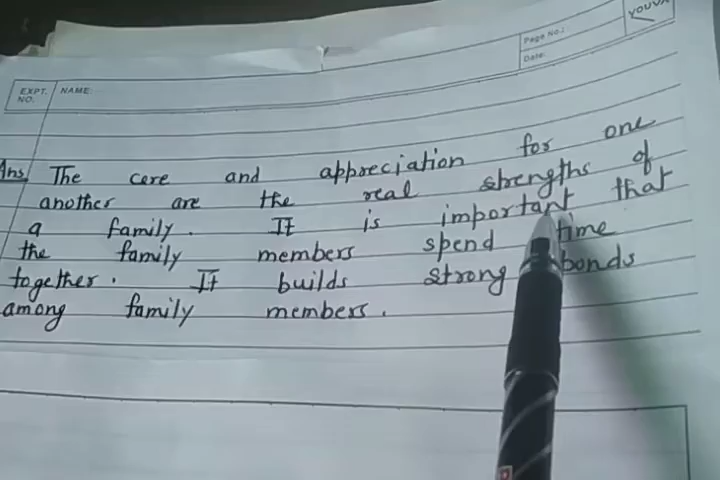 YOUVA
Page No.:
Date:
EXPT. NO.
NAME
Ans The cere and appreciation for one
another are the real strengths of
a family. It is important that
the family members spend time
together. It builds strong bonds
among family members.